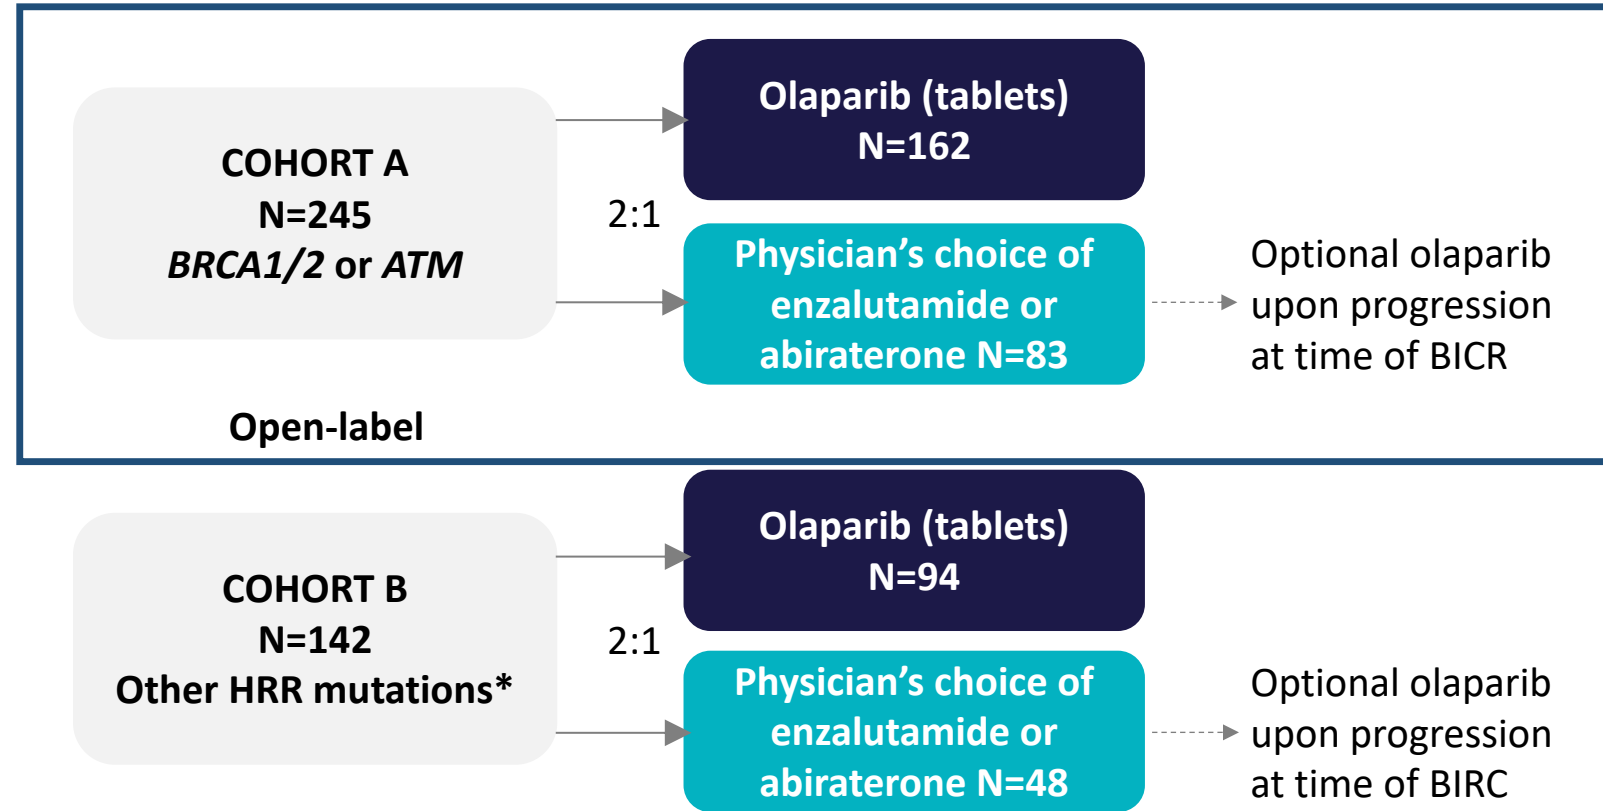 COHORT A
N=245
BRCA1/2 or ATM
Open-label
2:1
Olaparib (tablets)
N=162
Physician’s choice of
enzalutamide or
abiraterone N=83
Optional olaparib
upon progression
at time of BICR
COHORT B
N=142
Other HRR mutations*
2:1
Olaparib (tablets)
N=94
Physician’s choice of
enzalutamide or
abiraterone N=48
Optional olaparib
upon progression
at time of BIRC